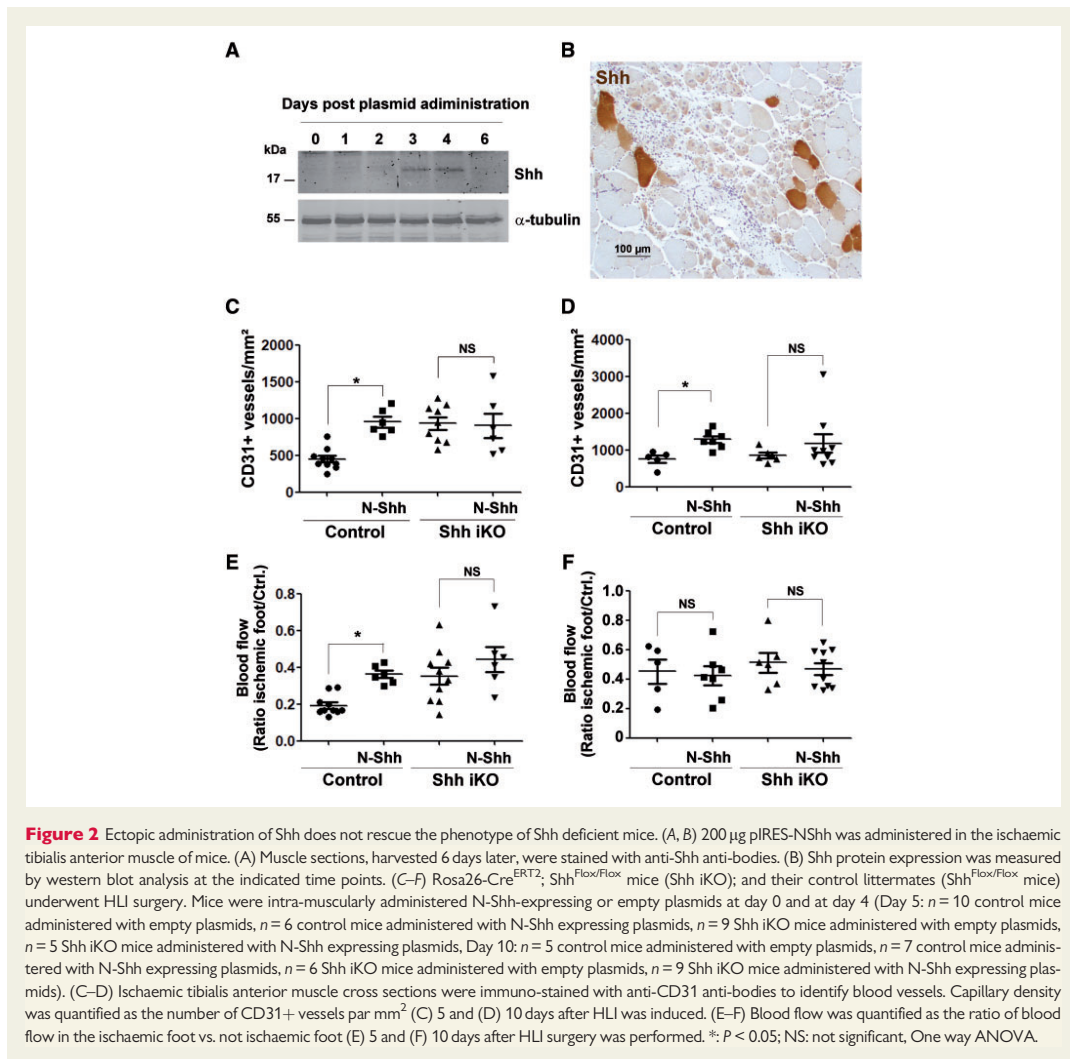 A
Days post plasmid adiministration
0 1 2 3 4 6
kDa
17
Shh
55
α-tubulin
B
Shh
100 µm
C
CD31+ vessels/mm²
2000
1500
1000
500
0
*
NS
N-Shh N-Shh
Control Shh iKO
D
CD31+ vessels/mm²
4000
3000
2000
1000
0
*
NS
N-Shh N-Shh
Control Shh iKO
E
Blood flow
(Ratio ischemic foot/Ctrl.)
0.8
0.6
0.4
0.2
0.0
*
NS
N-Shh N-Shh
Control Shh iKO
F
Blood flow
(Ratio ischemic foot/Ctrl.)
1.0
0.8
0.6
0.4
0.2
0
NS
NS
N-Shh N-Shh
Control Shh iKO
Figure 2 Ectopic administration of Shh does not rescue the phenotype of Shh deficient mice. (A, B) 200 µg pIRES-NShh was administered in the ischaemic
tibialis anterior muscle of mice. (A) Muscle sections, harvested 6 days later, were stained with anti-Shh anti-bodies. (B) Shh protein expression was measured
by western blot analysis at the indicated time points. (C–F) Rosa26-Cre^ERT2; Shh^Flox/Flox mice (Shh iKO); and their control littermates (Shh^Flox/Flox mice)
underwent HLI surgery. Mice were intra-muscularly administered N-Shh-expressing or empty plasmids at day 0 and at day 4 (Day 5: n = 10 control mice
administered with empty plasmids, n = 6 control mice administered with N-Shh expressing plasmids, n = 9 Shh iKO mice administered with empty plasmids,
n = 5 Shh iKO mice administered with N-Shh expressing plasmids, Day 10: n = 5 control mice administered with empty plasmids, n = 7 control mice adminis-
tered with N-Shh expressing plasmids, n = 6 Shh iKO mice administered with empty plasmids, n = 9 Shh iKO mice administered with N-Shh expressing plas-
mids). (C–D) Ischaemic tibialis anterior muscle cross sections were immuno-stained with anti-CD31 anti-bodies to identify blood vessels. Capillary density
was quantified as the number of CD31+ vessels par mm² (C) 5 and (D) 10 days after HLI was induced. (E–F) Blood flow was quantified as the ratio of blood
flow in the ischaemic foot vs. not ischaemic foot (E) 5 and (F) 10 days after HLI surgery was performed. *: P < 0.05; NS: not significant, One way ANOVA.